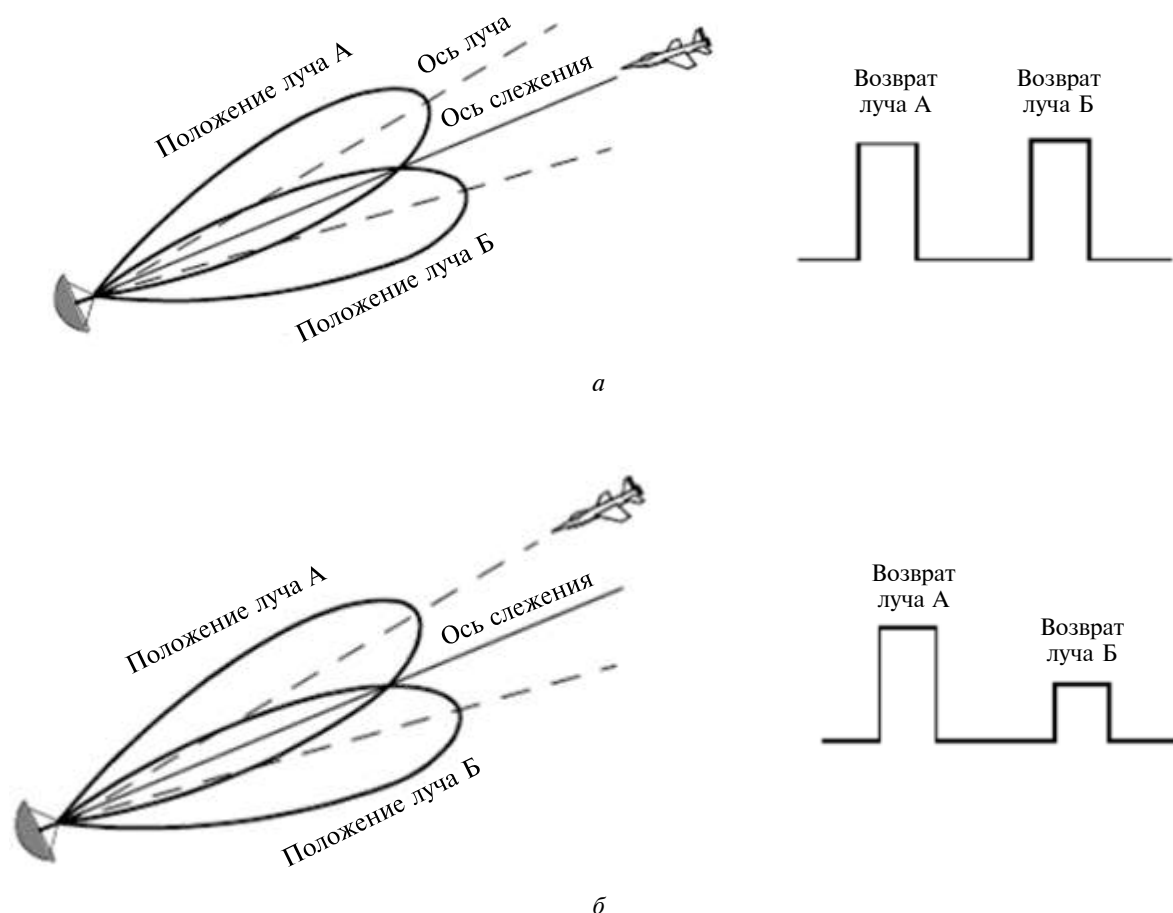 Положение луча А
Ось луча
Ось слежения
Положение луча Б
Возврат
луча А
Возврат
луча Б
а
Положение луча А
Ось слежения
Положение луча Б
Возврат
луча А
Возврат
луча Б
б